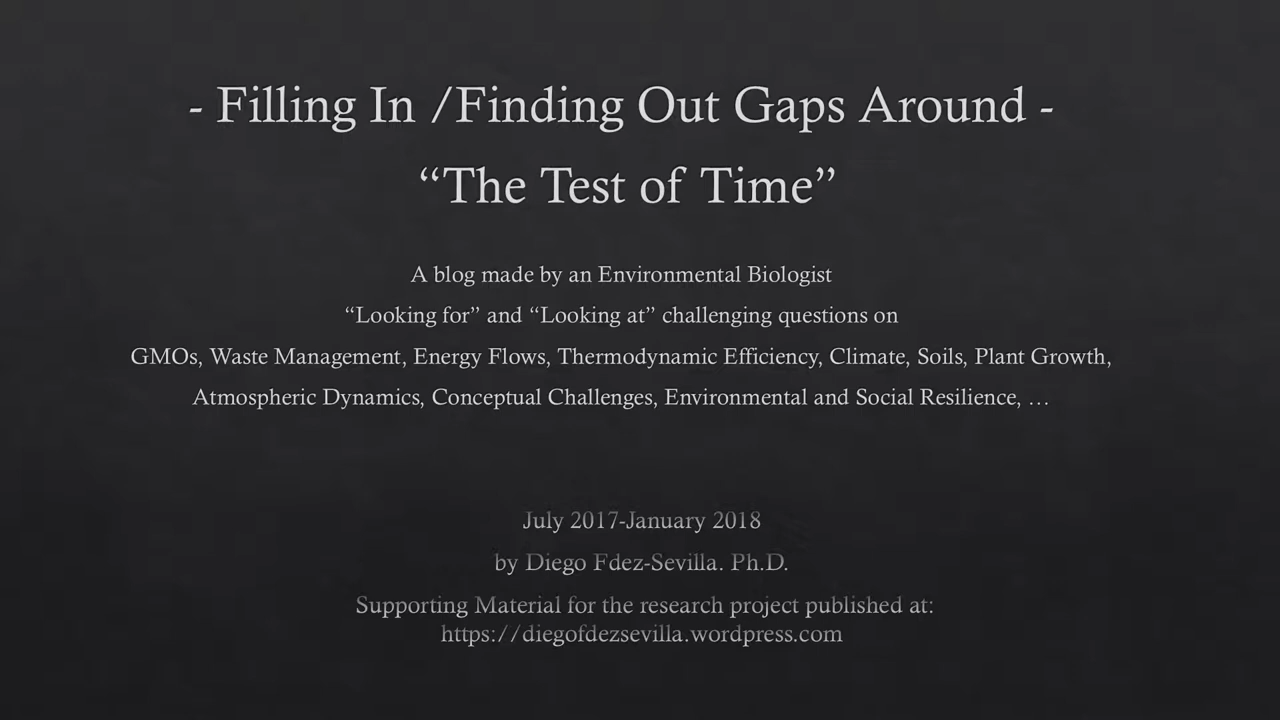 - Filling In /Finding Out Gaps Around -
“The Test of Time”
A blog made by an Environmental Biologist
“Looking for” and “Looking at” challenging questions on
GMOs, Waste Management, Energy Flows, Thermodynamic Efficiency, Climate, Soils, Plant Growth,
Atmospheric Dynamics, Conceptual Challenges, Environmental and Social Resilience, …
July 2017-January 2018
by Diego Fdez-Sevilla. Ph.D.
Supporting Material for the research project published at:
https://diegofdezsevilla.wordpress.com